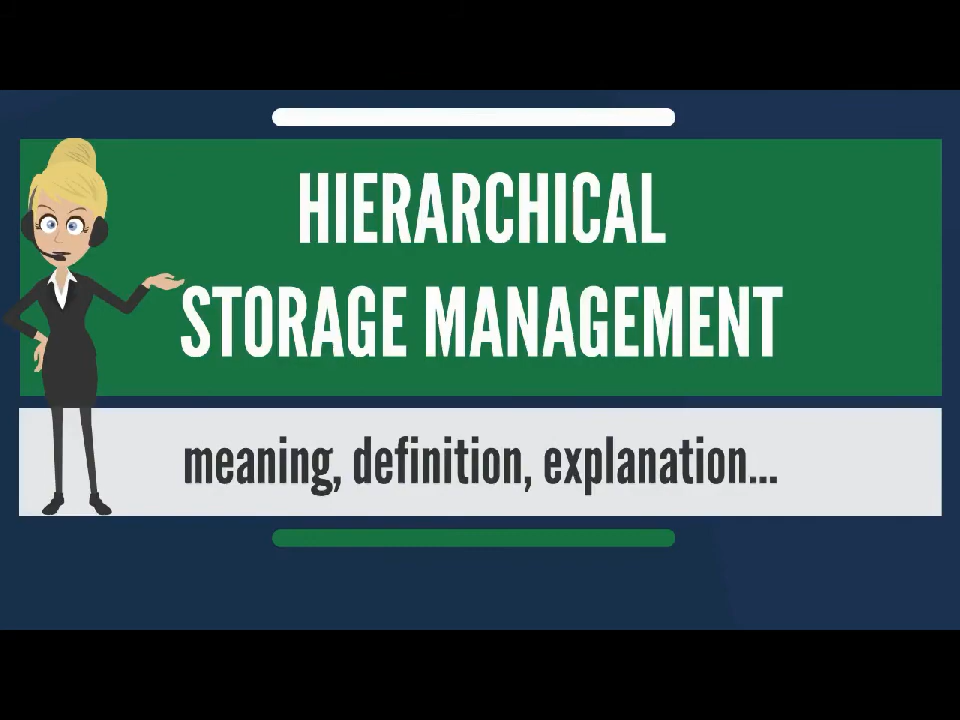 HIERARCHICAL
STORAGE MANAGEMENT
meaning, definition, explanation...